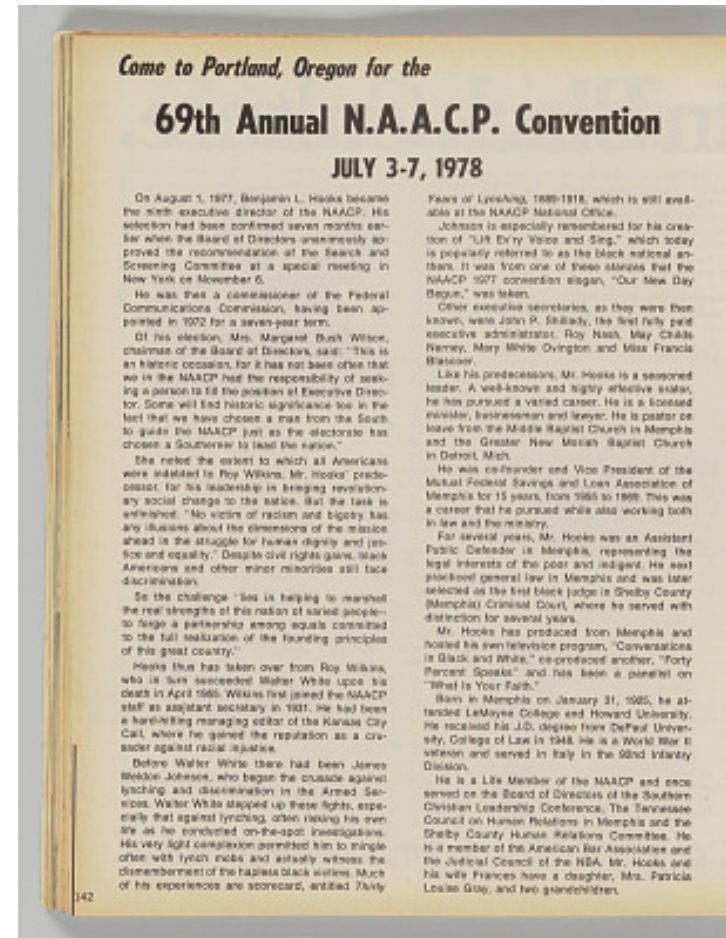 Come to Portland, Oregon for the
69th Annual N.A.A.C.P. Convention
JULY 3-7, 1978
On August 1, 1977, Benjamin L. Hooks became
the ninth executive director of the NAACP. His
selection had been confirmed seven months ear-
lier when the Board of Directors unanimously ap-
proved the recommendation of the Search and
Screening Committee at a special meeting in
New York on November 6.
He was then a commissioner of the Federal
Communications Commission, having been ap-
pointed in 1972 for a seven-year term.
Of his election, Mrs. Margaret Bush Wilson,
chairman of the Board of Directors, said: "This is
an historic occasion, for it has not been often that
we in the NAACP had the responsibility of seek-
ing a person to fill the position of Executive Direc-
tor. Some will find historic significance too in the
fact that we have chosen a man from the South
to guide the NAACP just as the electorate has
chosen a Southerner to lead the nation."
She noted the extent to which all Americans
were indebted to Roy Wilkins, Mr. Hooks' prede-
cessor, for his leadership in bringing revolution-
ary social change to the nation. But the task is
unfinished. "No victim of racism and bigotry has
any illusions about the dimensions of the mission
ahead in the struggle for human dignity and jus-
tice and equality." Despite civil rights gains, black
Americans and other minor minorities still face
discrimination.
So the challenge "lies in helping to marshall
the real strengths of this nation of varied people—
to forge a partnership among equals committed
to the full realization of the founding principles
of this great country."
Hooks thus has taken over from Roy Wilkins,
who in turn succeeded Walter White upon his
death in April 1955. Wilkins first joined the NAACP
staff as assistant secretary in 1931. He had been
a hard-hitting managing editor of the Kansas City
Call, where he gained the reputation as a cru-
sader against racial injustice.
Before Walter White there had been James
Weldon Johnson, who began the crusade against
lynching and discrimination in the Armed Ser-
vices. Walter White stepped up these fights, espe-
cially that against lynching, often risking his own
life as he conducted on-the-spot investigations.
His very light complexion permitted him to mingle
often with lynch mobs and actually witness the
dismemberment of the hapless black victims. Much
of his experiences are scorecard, entitled Thirty
142
Years of Lynching, 1889-1918, which is still avail-
able at the NAACP National Office.
Johnson is especially remembered for his crea-
tion of "Lift Ev'ry Voice and Sing," which today
is popularly referred to as the black national an-
them. It was from one of these stanzas that the
NAACP 1977 convention slogan, "Our New Day
Begun," was taken.
Other executive secretaries, as they were then
known, were John P. Shillady, the first fully paid
executive administrator, Roy Nash, May Childs
Nerney, Mary White Ovington and Miss Francis
Blascoer.
Like his predecessors, Mr. Hooks is a seasoned
leader. A well-known and highly effective orator,
he has pursued a varied career. He is a licensed
minister, businessman and lawyer. He is pastor on
leave from the Middle Baptist Church in Memphis
and the Greater New Moriah Baptist Church
in Detroit, Mich.
He was co-founder and Vice President of the
Mutual Federal Savings and Loan Association of
Memphis for 15 years, from 1955 to 1969. This was
a career that he pursued while also working both
in law and the ministry.
For several years, Mr. Hooks was an Assistant
Public Defender in Memphis, representing the
legal interests of the poor and indigent. He next
practiced general law in Memphis and was later
selected as the first black judge in Shelby County
(Memphis) Criminal Court, where he served with
distinction for several years.
Mr. Hooks has produced from Memphis and
hosted his own television program, "Conversations
in Black and White," co-produced another, "Forty
Percent Speaks" and has been a panelist on
"What Is Your Faith."
Born in Memphis on January 31, 1925, he at-
tended LeMoyne College and Howard University.
He received his J.D. degree from DePaul Univer-
sity, College of Law in 1948. He is a World War II
veteran and served in Italy in the 92nd Infantry
Division.
He is a Life Member of the NAACP and once
served on the Board of Directors of the Southern
Christian Leadership Conference, The Tennessee
Council on Human Relations in Memphis and the
Shelby County Human Relations Committee. He
is a member of the American Bar Association and
the Judicial Council of the NBA. Mr. Hooks and
his wife Frances have a daughter, Mrs. Patricia
Louise Gray, and two grandchildren.